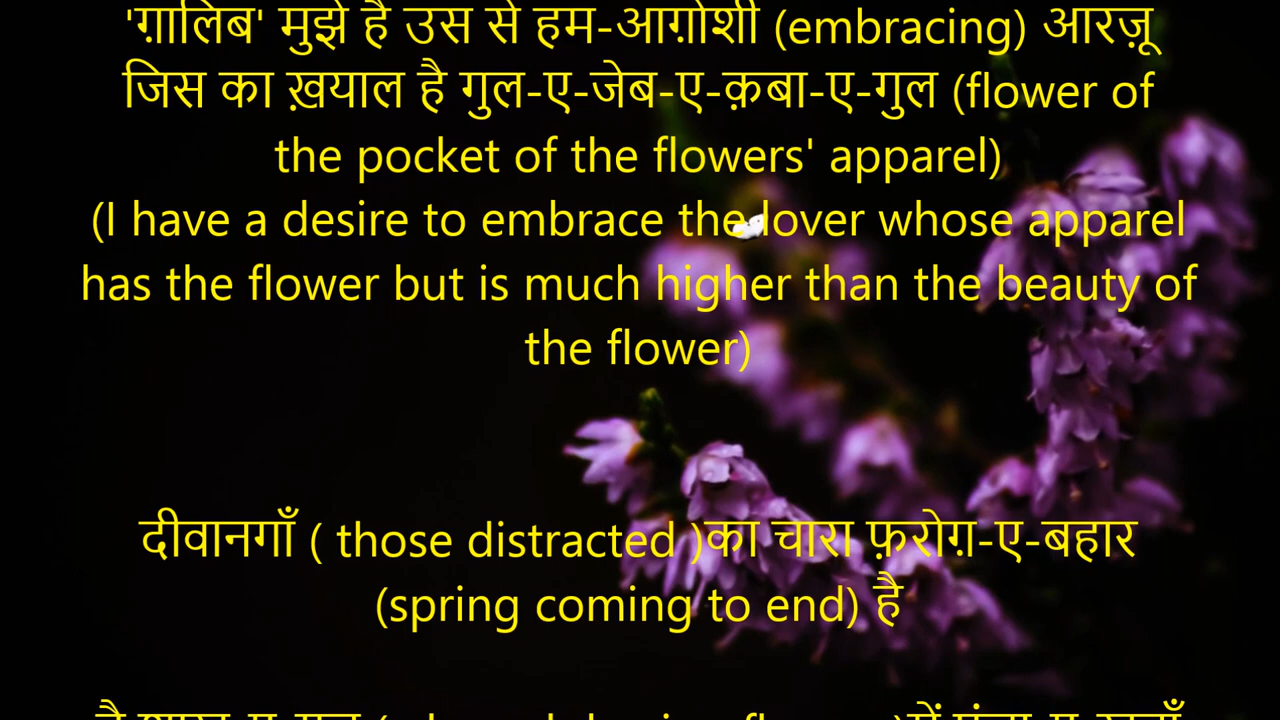 'ग़ालिब' मुझे है उस से हम-आग़ोशी (embracing) आरज़ू
जिस का ख़याल है गुल-ए-जेब-ए-क़बा-ए-गुल (flower of
the pocket of the flowers' apparel)
(I have a desire to embrace the lover whose apparel
has the flower but is much higher than the beauty of
the flower)
दीवानगाँ ( those distracted )का चारा फ़रोग़-ए-बहार
(spring coming to end) है